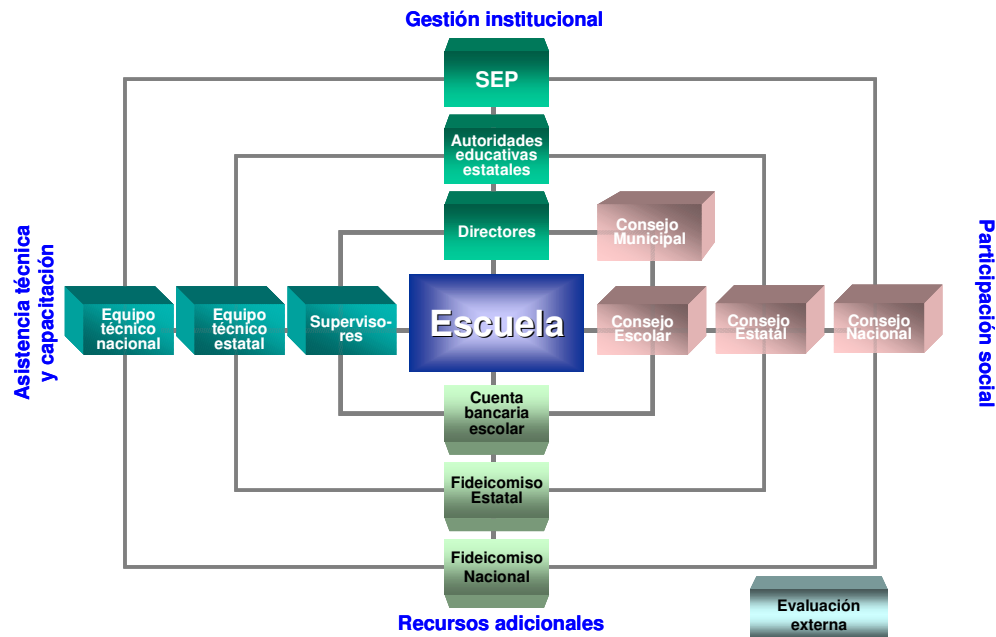 Gestión institucional
SEP
Autoridades
educativas
estatales
Directores
Consejo
Municipal
Asistencia técnica
y capacitación
Equipo
técnico
nacional
Equipo
técnico
estatal
Superviso-
res
Escuela
Consejo
Escolar
Consejo
Estatal
Consejo
Nacional
Participación social
Cuenta
bancaria
escolar
Fideicomiso
Estatal
Fideicomiso
Nacional
Recursos adicionales
Evaluación
externa